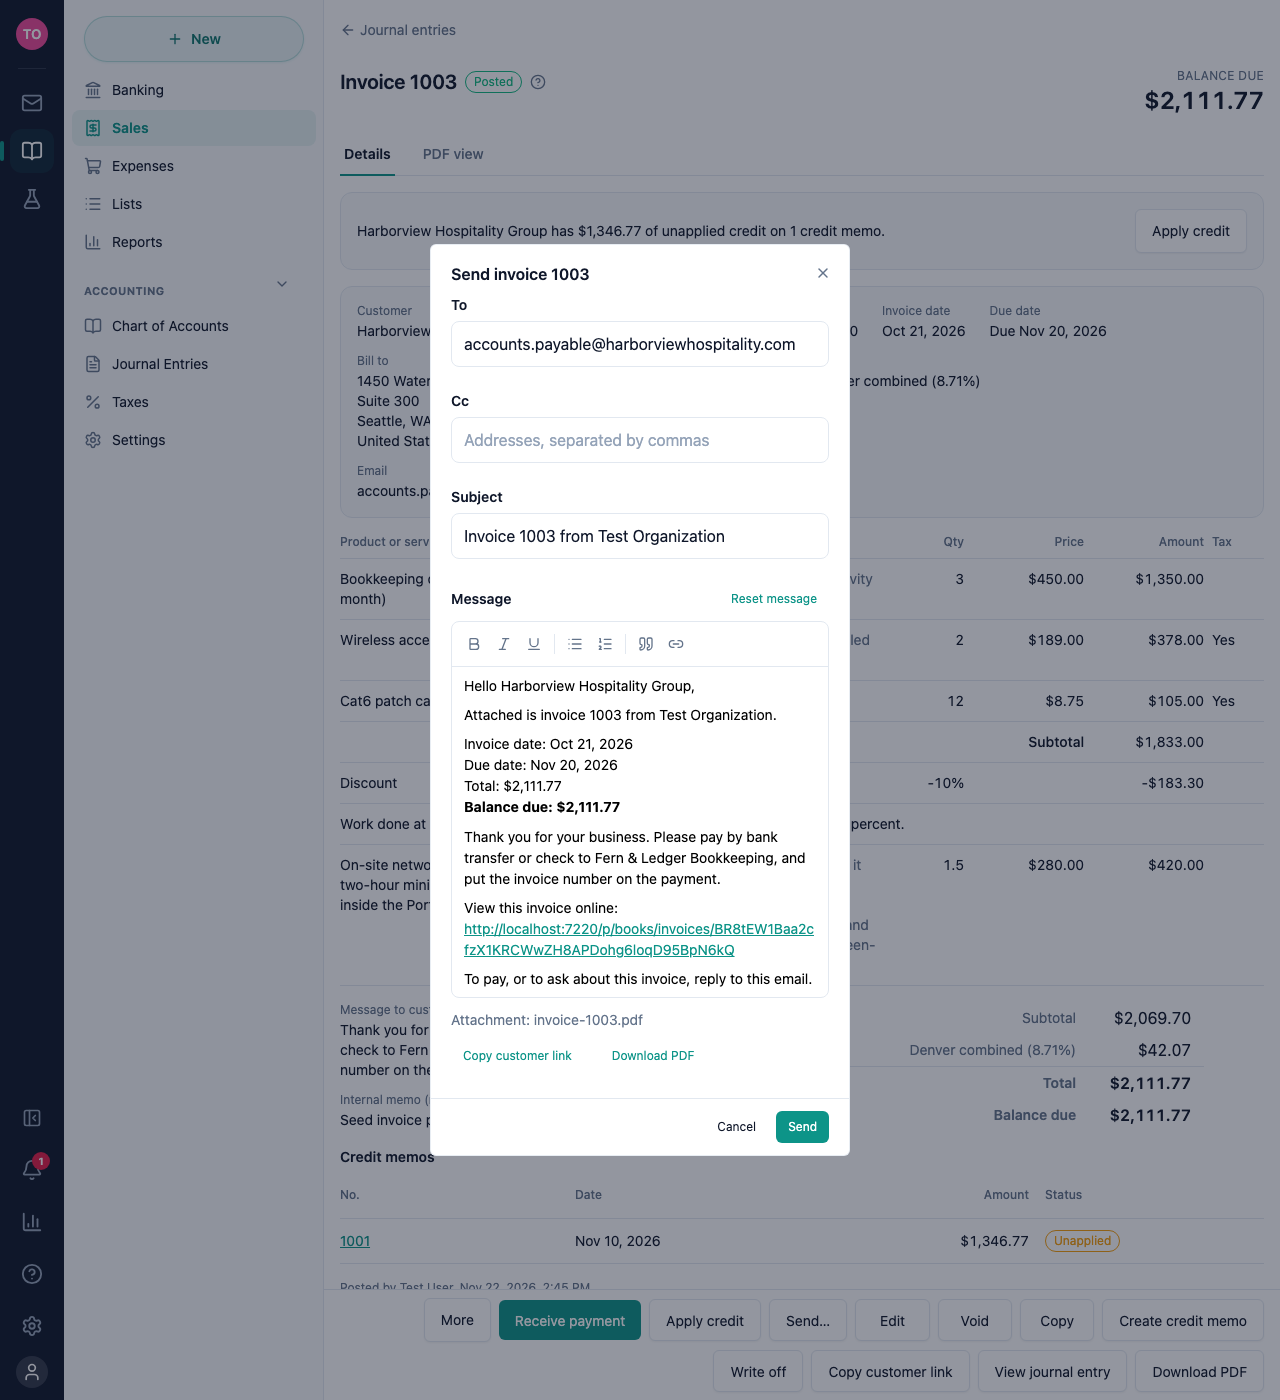 TO
+ New
Banking
Sales
Expenses
Lists
Reports
ACCOUNTING
Chart of Accounts
Journal Entries
Taxes
Settings
1
← Journal entries
Invoice 1003
Posted
BALANCE DUE
$2,111.77
Details
PDF view
Harborview Hospitality Group has $1,346.77 of unapplied credit on 1 credit memo.
Apply credit
Customer
Harborview
Invoice date
Oct 21, 2026
Due date
Due Nov 20, 2026
Bill to
1450 Water
Suite 300
Seattle, WA
United Stat
combined (8.71%)
Email
accounts.pa
Product or serv
Qty
Price
Amount
Tax
Bookkeeping
month)
3
$450.00
$1,350.00
Wireless acce
2
$189.00
$378.00
Yes
Cat6 patch ca
12
$8.75
$105.00
Yes
Subtotal
$1,833.00
Discount
-10%
-$183.30
Work done at
percent.
On-site netwo
two-hour mini
inside the Por
it
1.5
$280.00
$420.00
and
een-
Message to cust
Thank you for
check to Fern
number on the
Internal memo (
Seed invoice p
Subtotal
$2,069.70
Denver combined (8.71%)
$42.07
Total
$2,111.77
Balance due
$2,111.77
Credit memos
No.
Date
Amount
Status
1001
Nov 10, 2026
$1,346.77
Unapplied
Posted by Test User, Nov 22, 2026, 2:45 PM
More
Receive payment
Apply credit
Send...
Edit
Void
Copy
Create credit memo
Write off
Copy customer link
View journal entry
Download PDF
Send invoice 1003
To
accounts.payable@harborviewhospitality.com
Cc
Addresses, separated by commas
Subject
Invoice 1003 from Test Organization
Message
Reset message
Hello Harborview Hospitality Group,
Attached is invoice 1003 from Test Organization.
Invoice date: Oct 21, 2026
Due date: Nov 20, 2026
Total: $2,111.77
Balance due: $2,111.77
Thank you for your business. Please pay by bank
transfer or check to Fern & Ledger Bookkeeping, and
put the invoice number on the payment.
View this invoice online:
http://localhost:7220/p/books/invoices/BR8tEW1Baa2c
fzX1KRCWwZH8APDohg6loqD95BpN6kQ
To pay, or to ask about this invoice, reply to this email.
Attachment: invoice-1003.pdf
Copy customer link
Download PDF
Cancel
Send